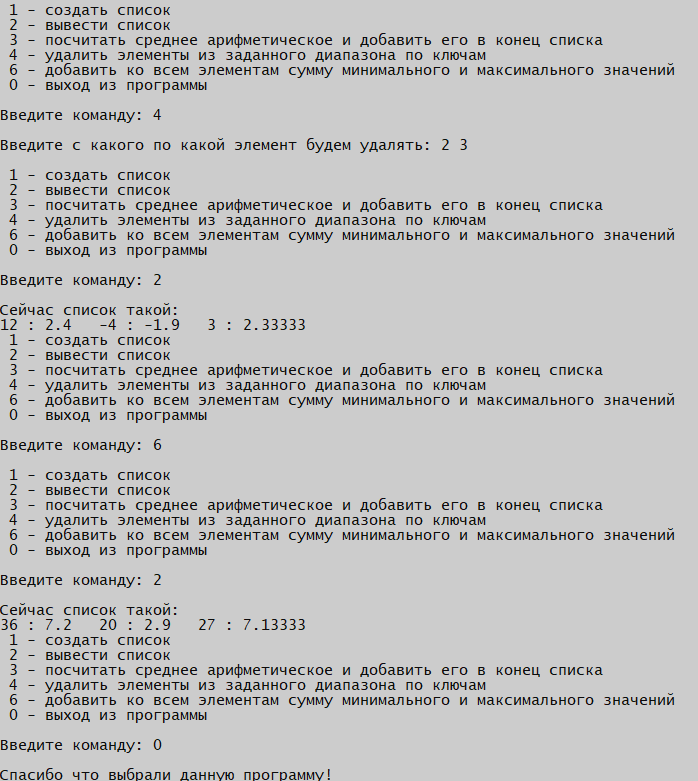 1 - создать список
2 - вывести список
3 - посчитать среднее арифметическое и добавить его в конец списка
4 - удалить элементы из заданного диапазона по ключам
6 - добавить ко всем элементам сумму минимального и максимального значений
0 - выход из программы
Введите команду: 4
Введите с какого по какой элемент будем удалять: 2 3
1 - создать список
2 - вывести список
3 - посчитать среднее арифметическое и добавить его в конец списка
4 - удалить элементы из заданного диапазона по ключам
6 - добавить ко всем элементам сумму минимального и максимального значений
0 - выход из программы
Введите команду: 2
Сейчас список такой:
12 : 2.4   -4 : -1.9   3 : 2.33333
1 - создать список
2 - вывести список
3 - посчитать среднее арифметическое и добавить его в конец списка
4 - удалить элементы из заданного диапазона по ключам
6 - добавить ко всем элементам сумму минимального и максимального значений
0 - выход из программы
Введите команду: 6
1 - создать список
2 - вывести список
3 - посчитать среднее арифметическое и добавить его в конец списка
4 - удалить элементы из заданного диапазона по ключам
6 - добавить ко всем элементам сумму минимального и максимального значений
0 - выход из программы
Введите команду: 2
Сейчас список такой:
36 : 7.2   20 : 2.9   27 : 7.13333
1 - создать список
2 - вывести список
3 - посчитать среднее арифметическое и добавить его в конец списка
4 - удалить элементы из заданного диапазона по ключам
6 - добавить ко всем элементам сумму минимального и максимального значений
0 - выход из программы
Введите команду: 0
Спасибо что выбрали данную программу!